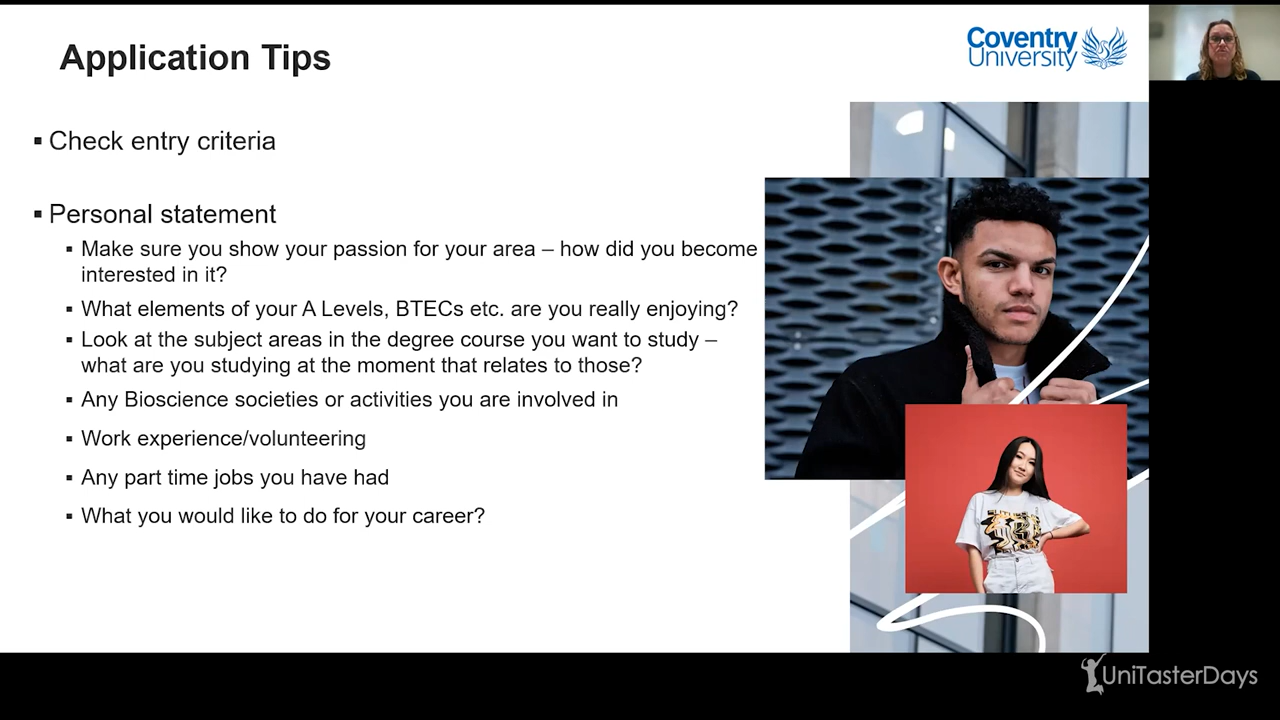 Application Tips
Coventry
University
▪ Check entry criteria
▪ Personal statement
▪ Make sure you show your passion for your area – how did you become
interested in it?
▪ What elements of your A Levels, BTECs etc. are you really enjoying?
▪ Look at the subject areas in the degree course you want to study –
what are you studying at the moment that relates to those?
▪ Any Bioscience societies or activities you are involved in
▪ Work experience/volunteering
▪ Any part time jobs you have had
▪ What you would like to do for your career?
UniTasterDays